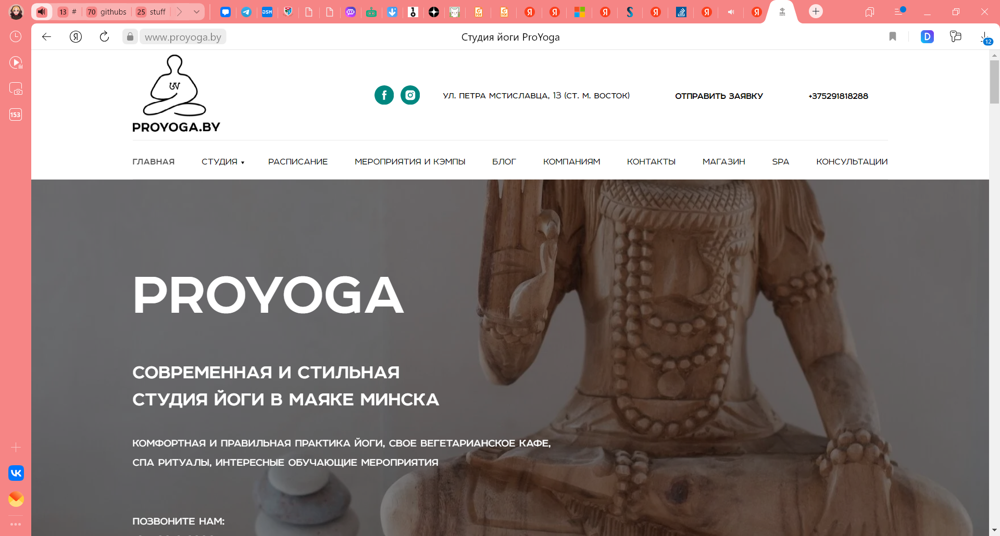 13 #
70 githubs
25 stuff
www.proyoga.by
Студия йоги ProYoga
12
153
PROYOGA.BY
УЛ. ПЕТРА МСТИСЛАВЦА, 13 (СТ. М. ВОСТОК)
ОТПРАВИТЬ ЗАЯВКУ
+375291818288
ГЛАВНАЯ
СТУДИЯ ▾
РАСПИСАНИЕ
МЕРОПРИЯТИЯ И КЭМПЫ
БЛОГ
КОМПАНИЯМ
КОНТАКТЫ
МАГАЗИН
SPA
КОНСУЛЬТАЦИИ
PROYOGA
СОВРЕМЕННАЯ И СТИЛЬНАЯ
СТУДИЯ ЙОГИ В МАЯКЕ МИНСКА
КОМФОРТНАЯ И ПРАВИЛЬНАЯ ПРАКТИКА ЙОГИ, СВОЕ ВЕГЕТАРИАНСКОЕ КАФЕ,
СПА РИТУАЛЫ, ИНТЕРЕСНЫЕ ОБУЧАЮЩИЕ МЕРОПРИЯТИЯ
ПОЗВОНИТЕ НАМ: